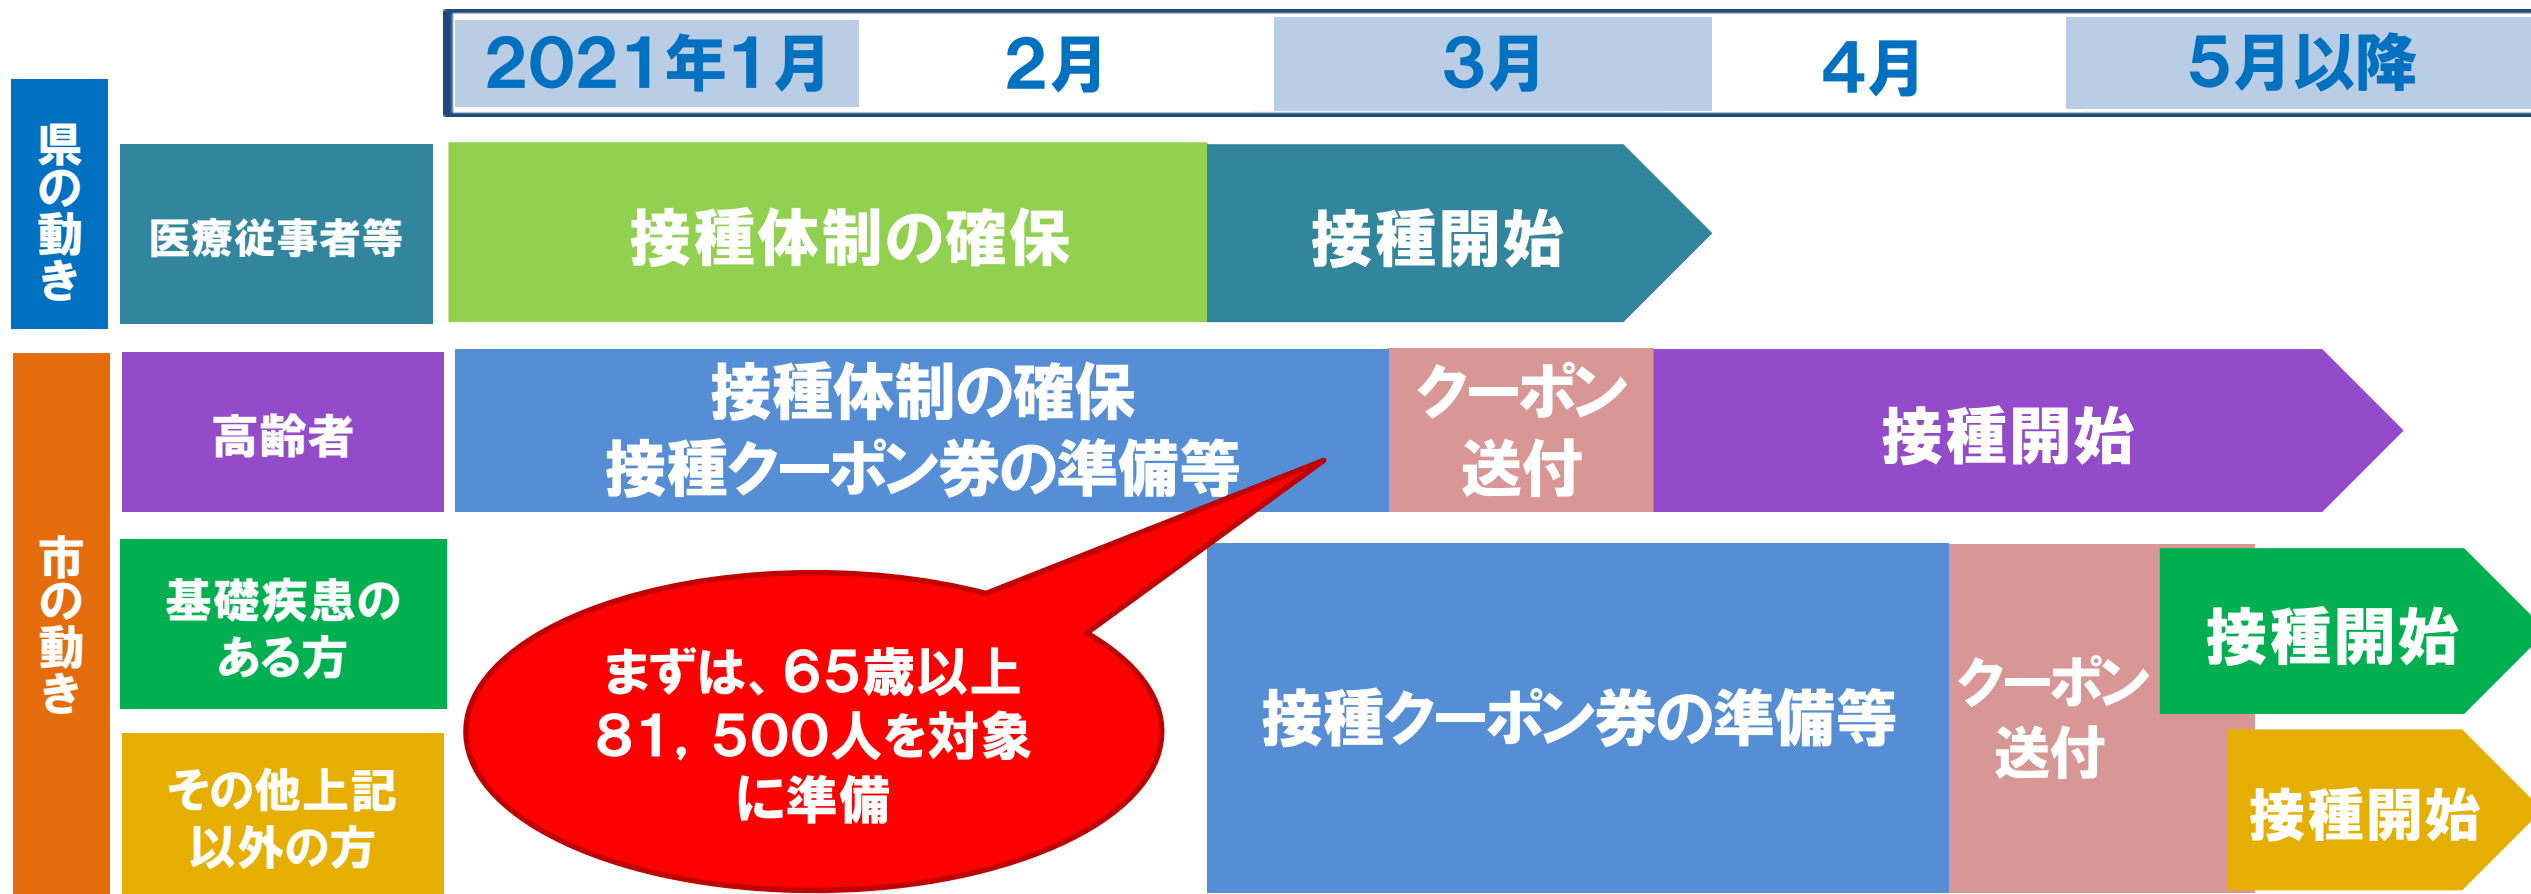 2021年1月
2月
3月
4月
5月以降
県の動き
医療従事者等
接種体制の確保
接種開始
市の動き
高齢者
接種体制の確保
接種クーポン券の準備等
クーポン
送付
接種開始
基礎疾患の
ある方
接種開始
まずは、65歳以上
81,500人を対象
に準備
接種クーポン券の準備等
クーポン
送付
その他上記
以外の方
接種開始